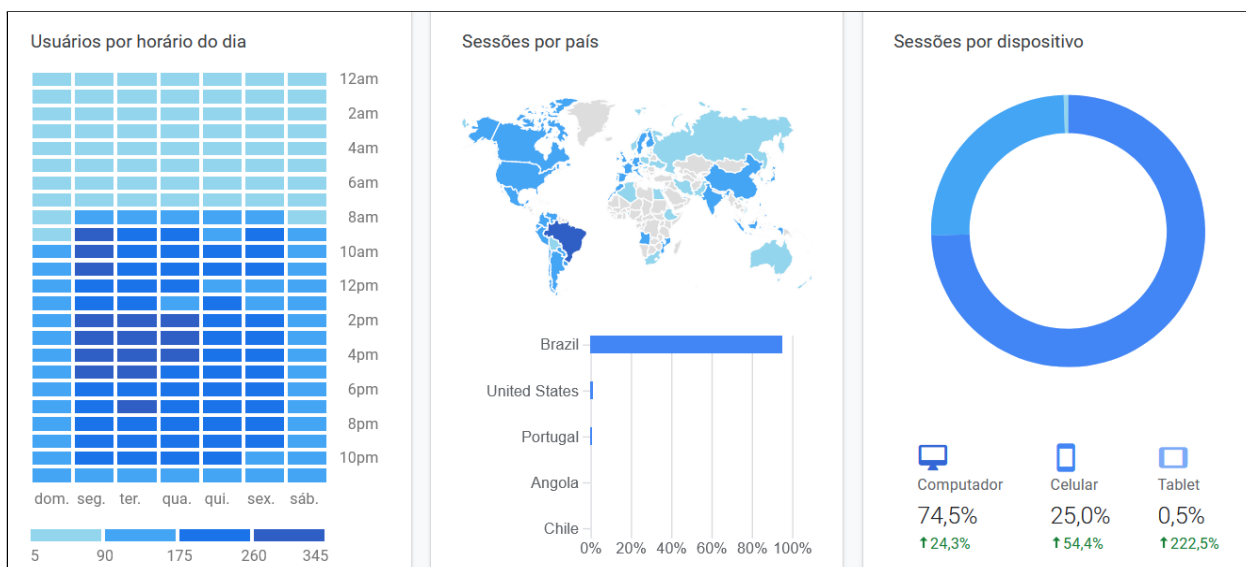 Usuários por horário do dia
12am
2am
4am
6am
8am
10am
12pm
2pm
4pm
6pm
8pm
10pm
dom. seg. ter. qua. qui. sex. sáb.
5 90 175 260 345
Sessões por país
Brazil
United States
Portugal
Angola
Chile
0% 20% 40% 60% 80% 100%
Sessões por dispositivo
Computador Celular Tablet
74,5% 25,0% 0,5%
↑24,3% ↑54,4% ↑222,5%